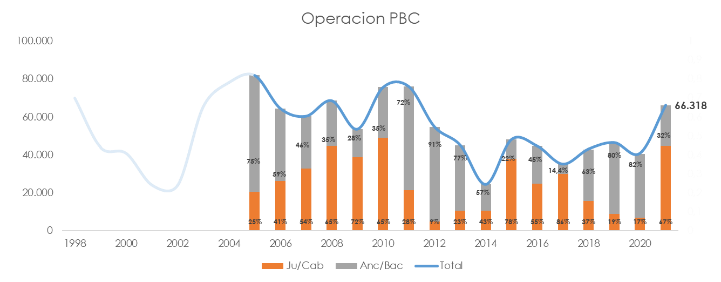 Operacion PBC
100.000
80.000
60.000
40.000
20.000
0
66.318
75% 59% 46% 35% 28% 35% 72% 91% 77% 57% 22% 45% 14,4% 63% 80% 82% 32%
25% 41% 54% 65% 72% 65% 28% 9% 23% 43% 78% 55% 86% 37% 19% 17% 67%
1998 2000 2002 2004 2006 2008 2010 2012 2014 2016 2018 2020
Ju/Cab Anc/Bac Total